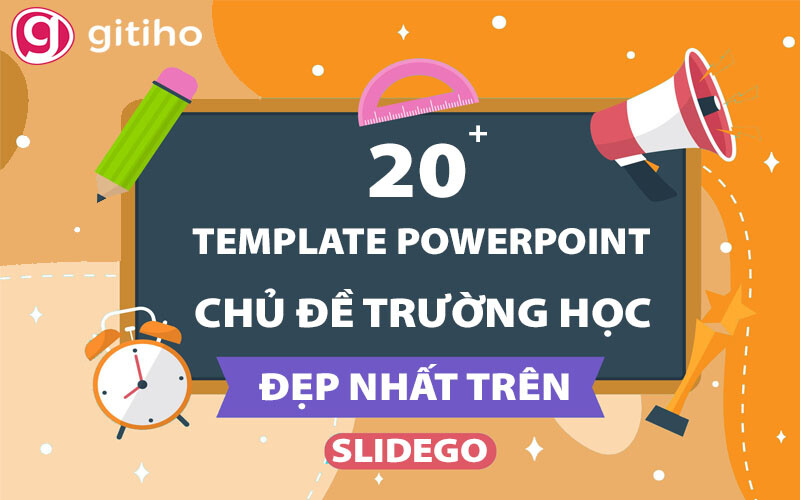 gitiho
20+
TEMPLATE POWERPOINT
CHỦ ĐỀ TRƯỜNG HỌC
ĐẸP NHẤT TRÊN
SLIDEGO